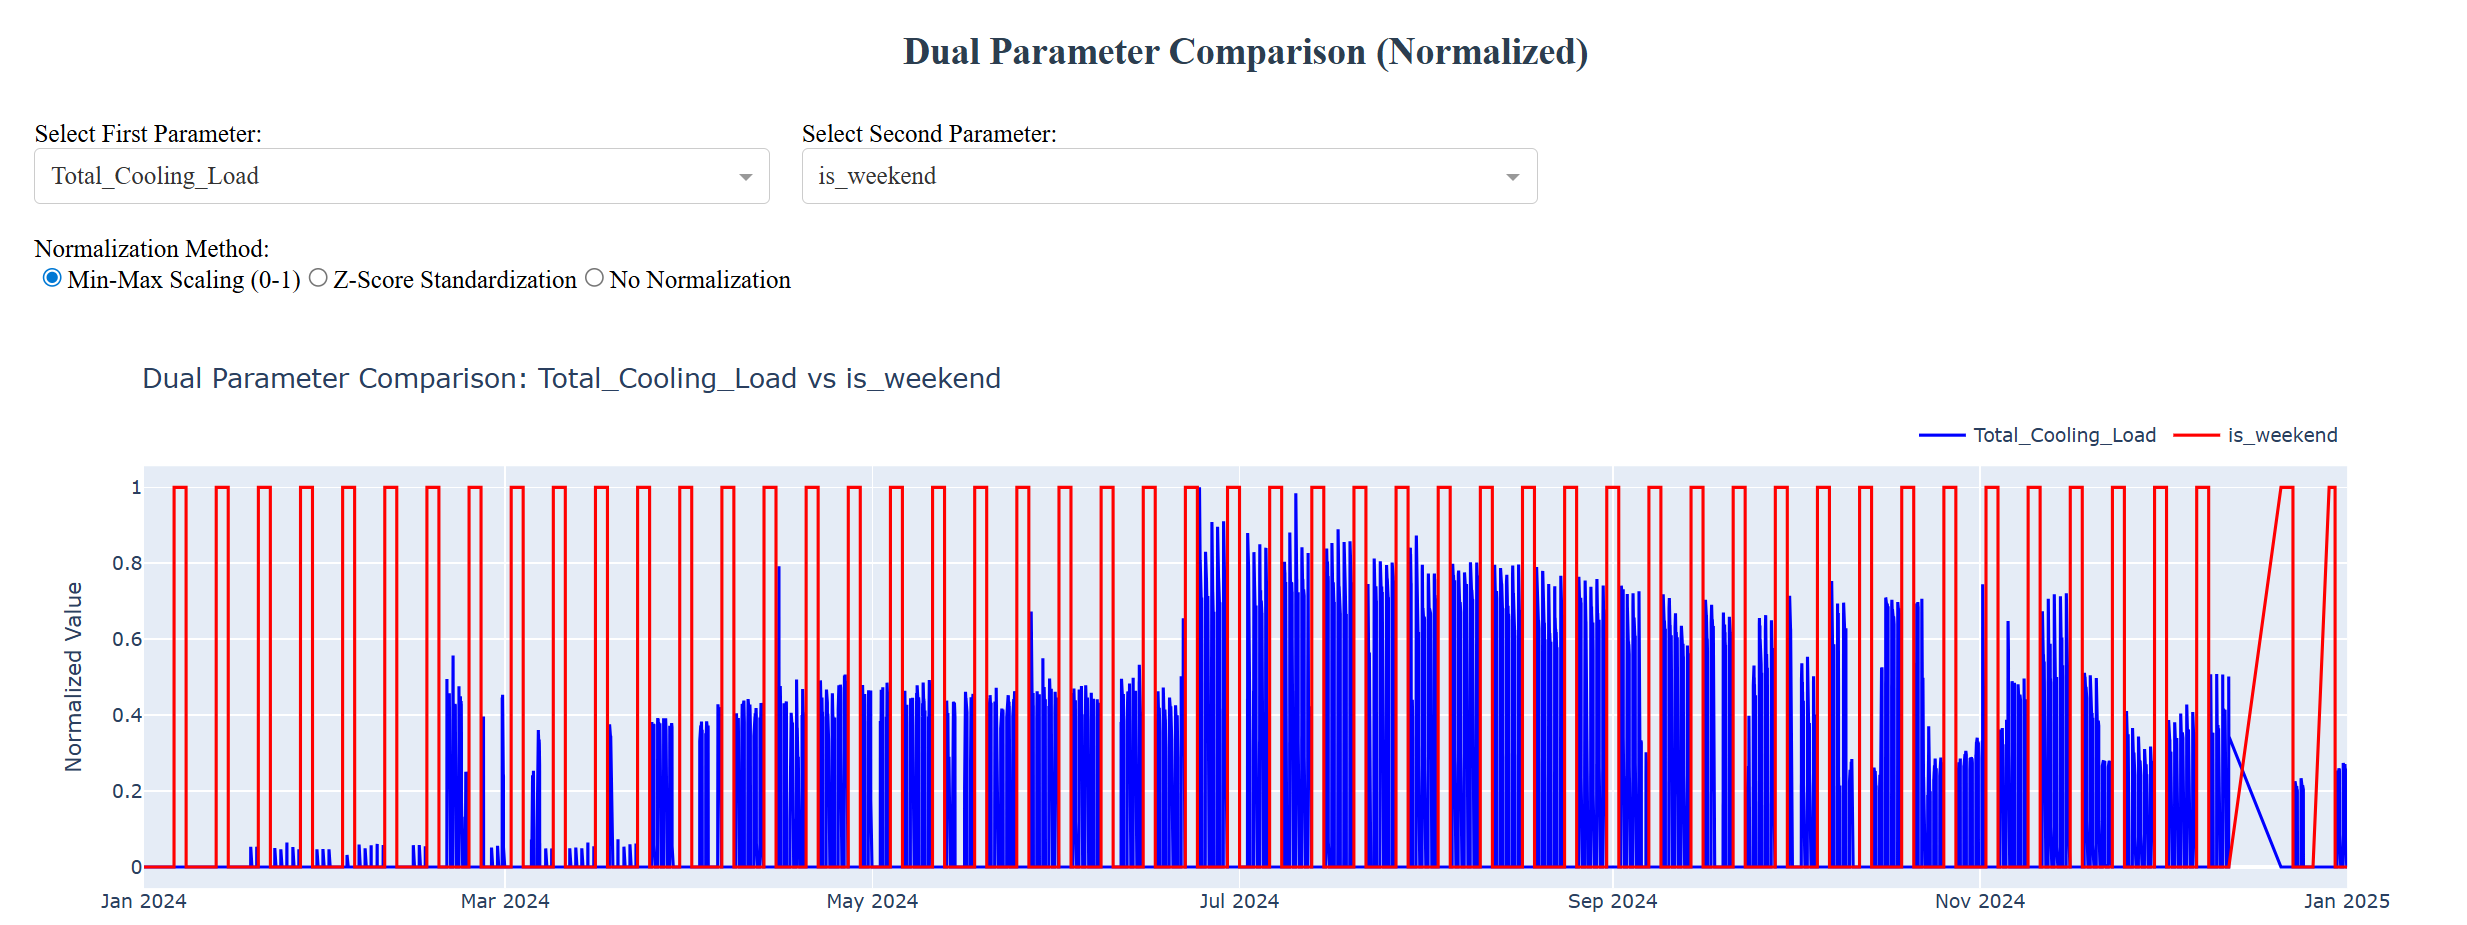 Dual Parameter Comparison (Normalized)
Select First Parameter:
Select Second Parameter:
Total_Cooling_Load
is_weekend
Normalization Method:
Min-Max Scaling (0-1) Z-Score Standardization No Normalization
Dual Parameter Comparison: Total_Cooling_Load vs is_weekend
Total_Cooling_Load is_weekend
Normalized Value
1
0.8
0.6
0.4
0.2
0
Jan 2024 Mar 2024 May 2024 Jul 2024 Sep 2024 Nov 2024 Jan 2025